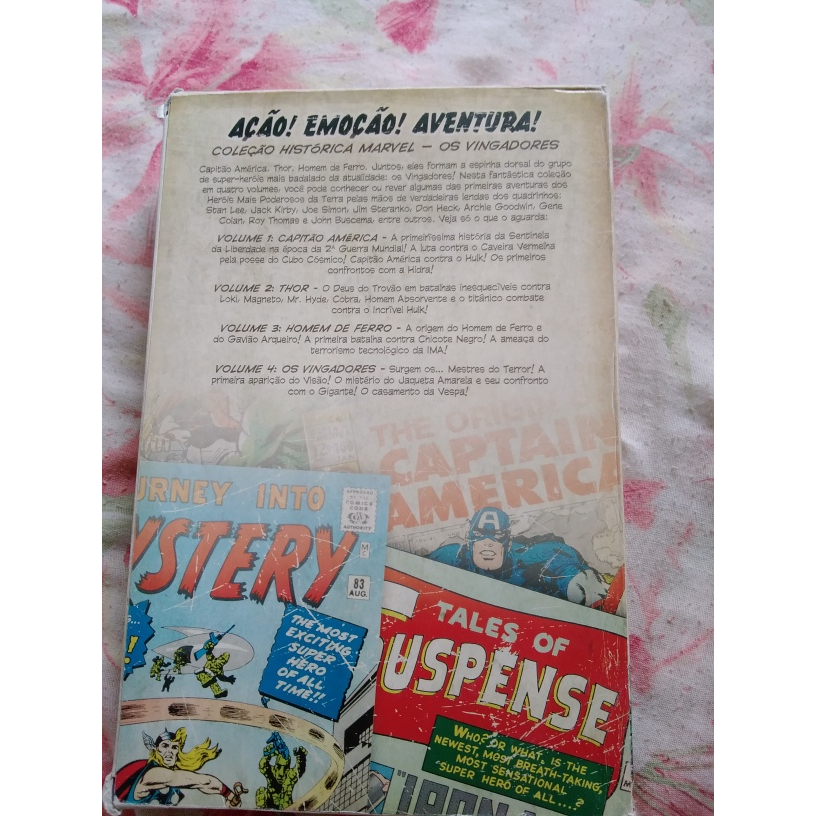 AÇÃO! EMOÇÃO! AVENTURA!
COLEÇÃO HISTÓRICA MARVEL – OS VINGADORES
Capitão América. Thor. Homem de Ferro. Juntos, eles formam a espinha dorsal do grupo
de super-heróis mais badalado da atualidade: os Vingadores! Nesta fantástica coleção
em quatro volumes, você pode conhecer ou rever algumas das primeiras aventuras dos
Heróis Mais Poderosos da Terra pelas mãos de verdadeiras lendas dos quadrinhos:
Stan Lee, Jack Kirby, Joe Simon, Jim Steranko, Don Heck, Archie Goodwin, Gene
Colan, Roy Thomas e John Buscema, entre outros. Veja só o que o aguarda:
VOLUME 1: CAPITÃO AMÉRICA – A primeiríssima história da Sentinela
da Liberdade na época da 2ª Guerra Mundial! A luta contra o Caveira Vermelha
pela posse do Cubo Cósmico! Capitão América contra o Hulk! Os primeiros
confrontos com a Hidra!
VOLUME 2: THOR – O Deus do Trovão em batalhas inesquecíveis contra
Loki, Magneto, Mr. Hyde, Cobra, Homem Absorvente e o titânico combate
contra o Incrível Hulk!
VOLUME 3: HOMEM DE FERRO – A origem do Homem de Ferro e
do Gavião Arqueiro! A primeira batalha contra Chicote Negro! A ameaça do
terrorismo tecnológico da IMA!
VOLUME 4: OS VINGADORES – Surgem os... Mestres do Terror! A
primeira aparição do Visão! O mistério do Jaqueta Amarela e seu confronto
com o Gigante! O casamento da Vespa!
CAPTAIN
AMERICA
URNEY INTO
YSTERY
APPROVED
BY THE
COMICS
CODE
AUTHORITY
83
AUG.
THE MOST
EXCITING
SUPER
HERO
OF ALL
TIME!!
TALES OF
USPENSE
WHO? OR WHAT, IS THE
NEWEST, MOST BREATH-TAKING,
MOST SENSATIONAL
SUPER HERO OF ALL....?
"IRON